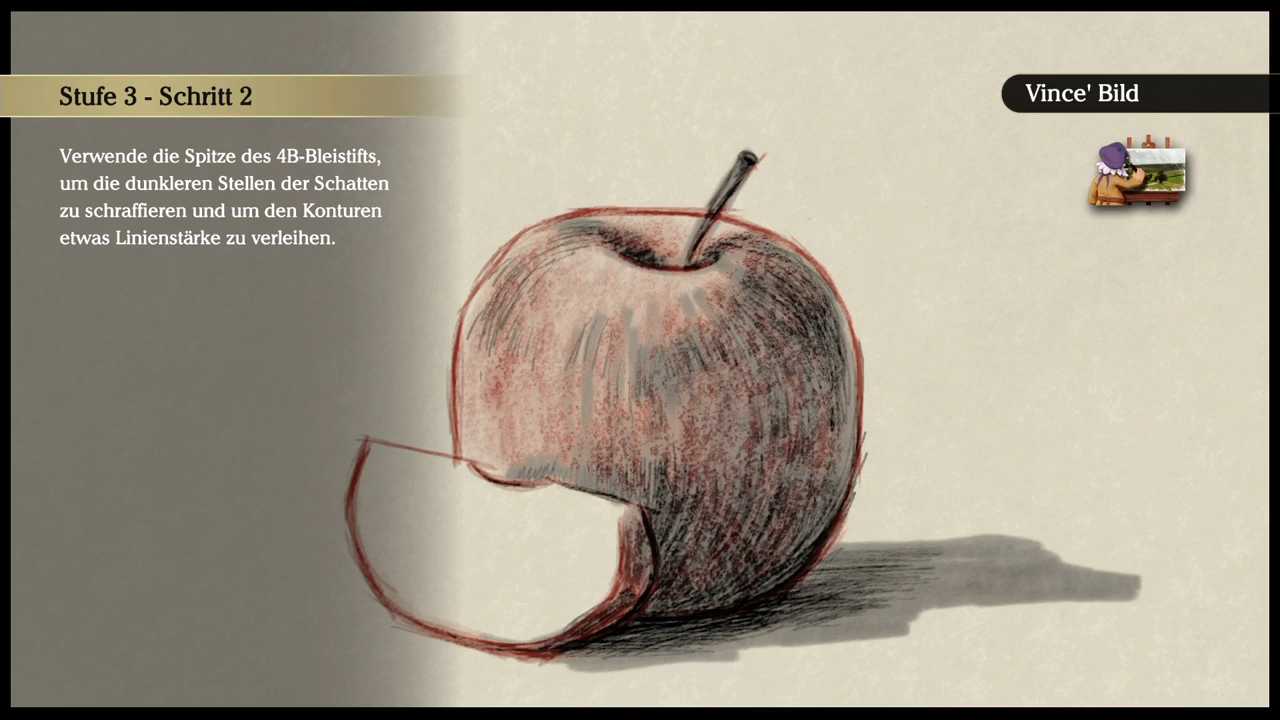 Stufe 3 - Schritt 2
Vince' Bild
Verwende die Spitze des 4B-Bleistifts,
um die dunkleren Stellen der Schatten
zu schraffieren und um den Konturen
etwas Linienstärke zu verleihen.